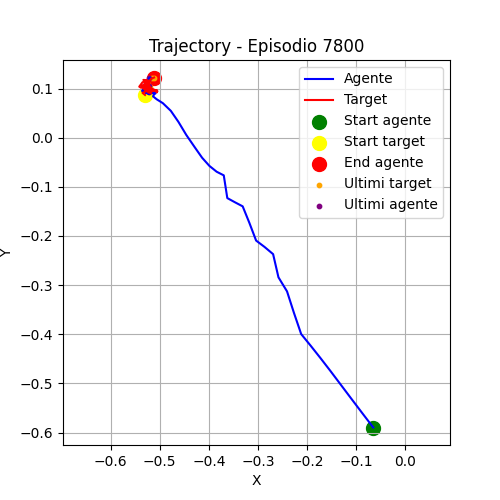 Trajectory - Episodio 7800
Agente
Target
Start agente
Start target
End agente
Ultimi target
Ultimi agente
0.1
0.0
−0.1
−0.2
−0.3
−0.4
−0.5
−0.6
Y
−0.6
−0.5
−0.4
−0.3
−0.2
−0.1
0.0
X